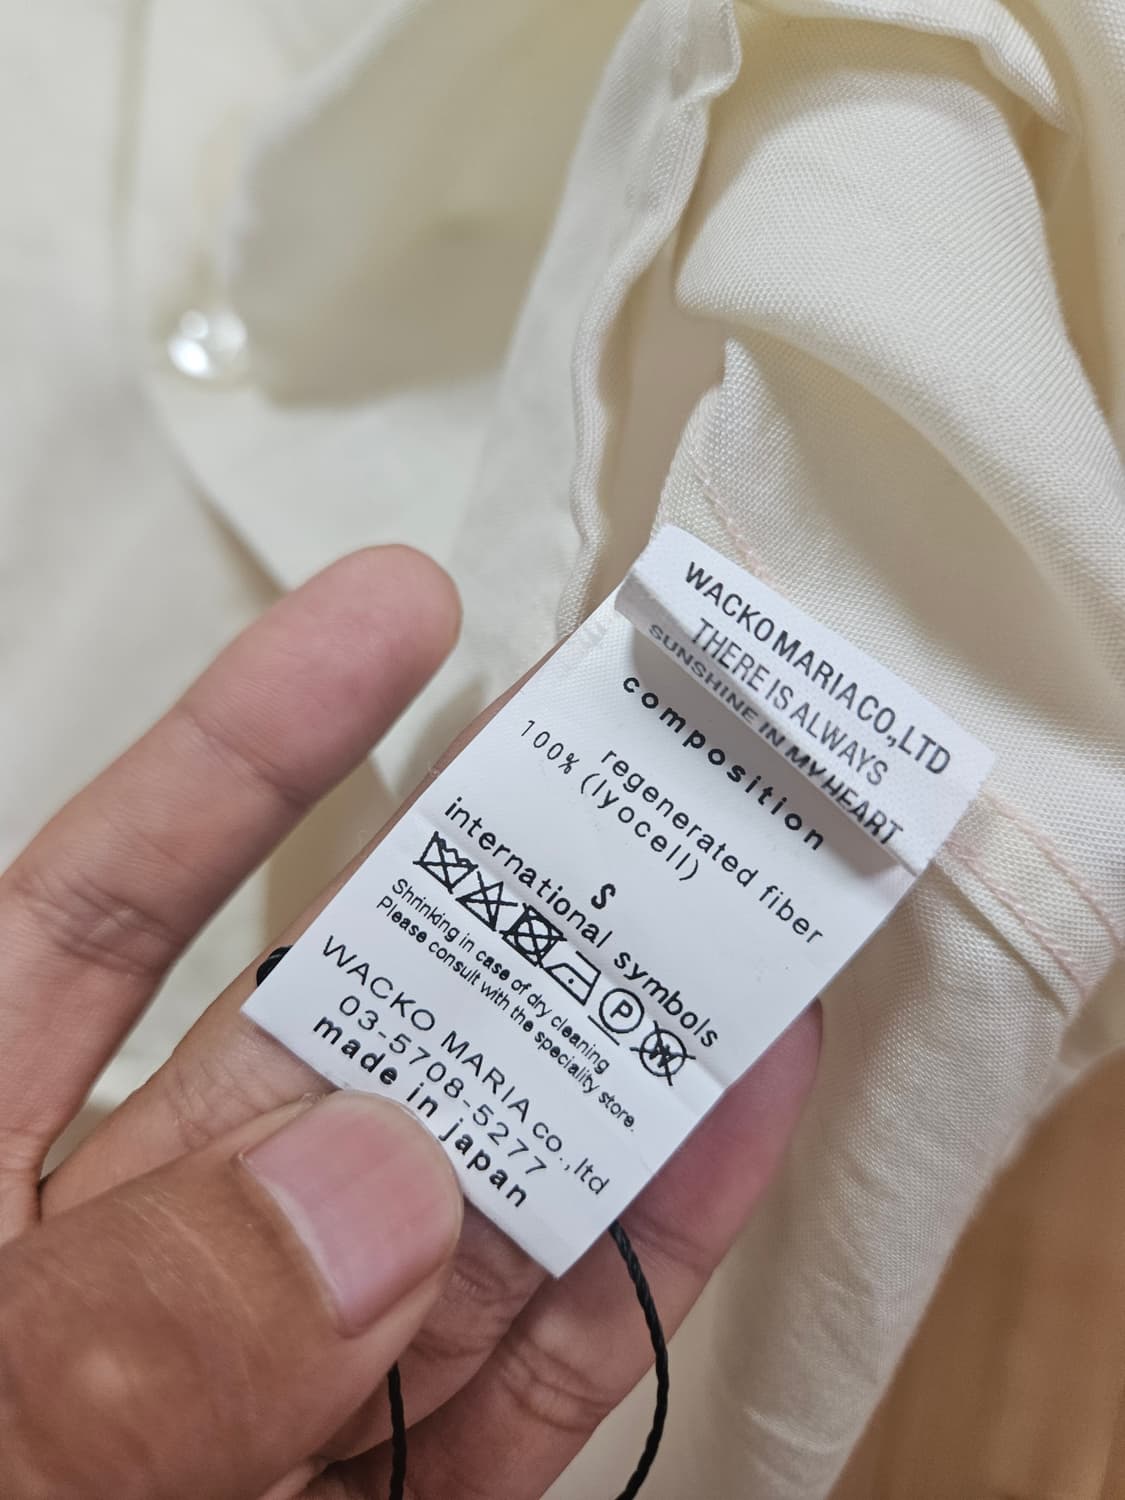 WACKO MARIA CO.,LTD
THERE IS ALWAYS
SUNSHINE IN MY HEART
composition
regenerated fiber
100% (lyocell)
S
international symbols
P W
Shrinking in case of dry cleaning
Please consult with the speciality store.
WACKO MARIA co.,ltd
03-5708-5277
made in japan